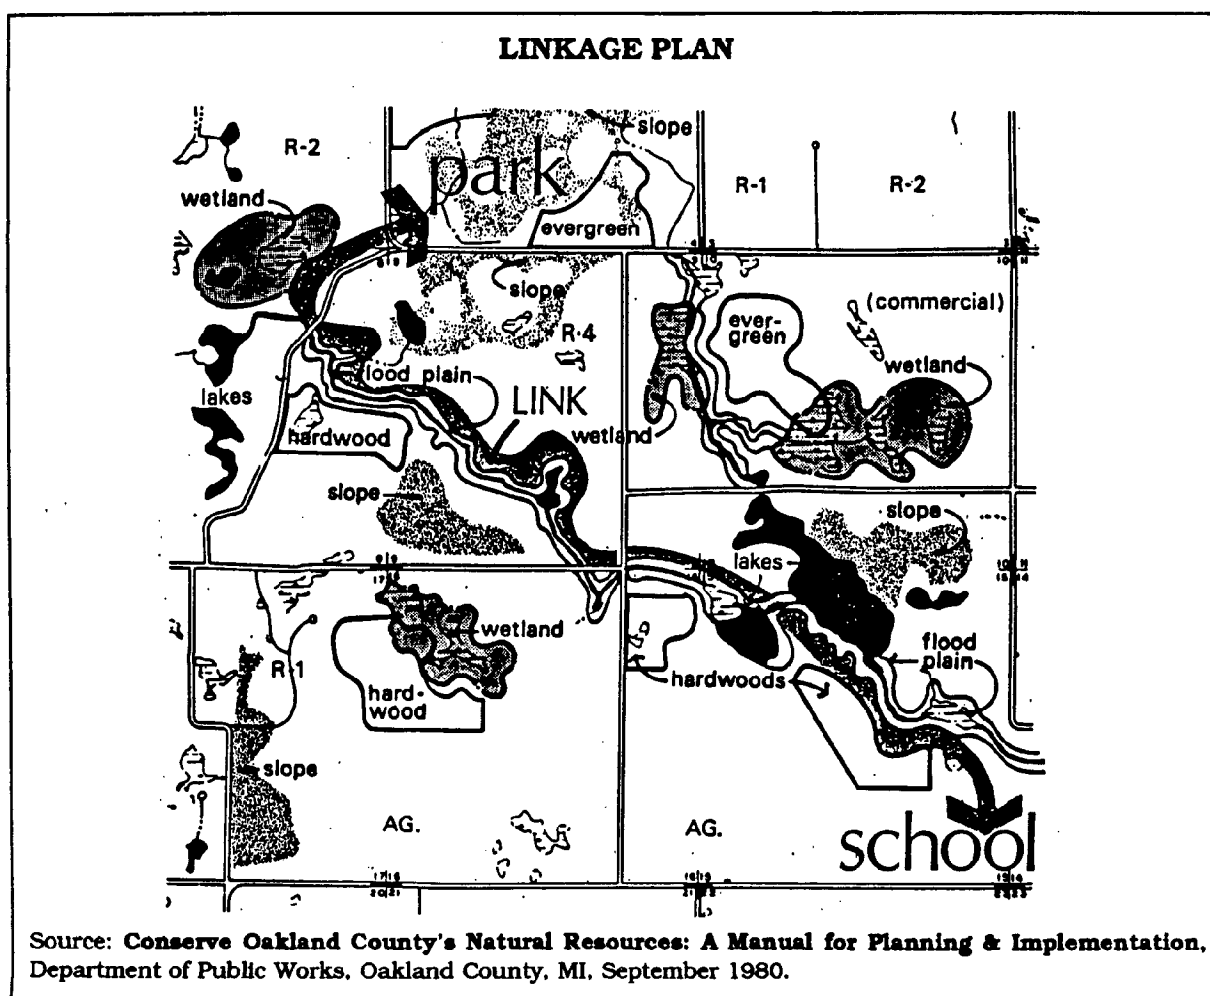 LINKAGE PLAN
slope
R-2
park
R-1
R-2
wetland
evergreen
slope
(commercial)
ever-
green
R-4
wetland
lood plain
lakes
LINK
wetland
hardwood
slope
slope
lakes
wetland
flood
plain
R-1
hardwoods
hard-
wood
slope
AG.
AG.
school
Source: Conserve Oakland County's Natural Resources: A Manual for Planning & Implementation,
Department of Public Works, Oakland County, MI, September 1980.